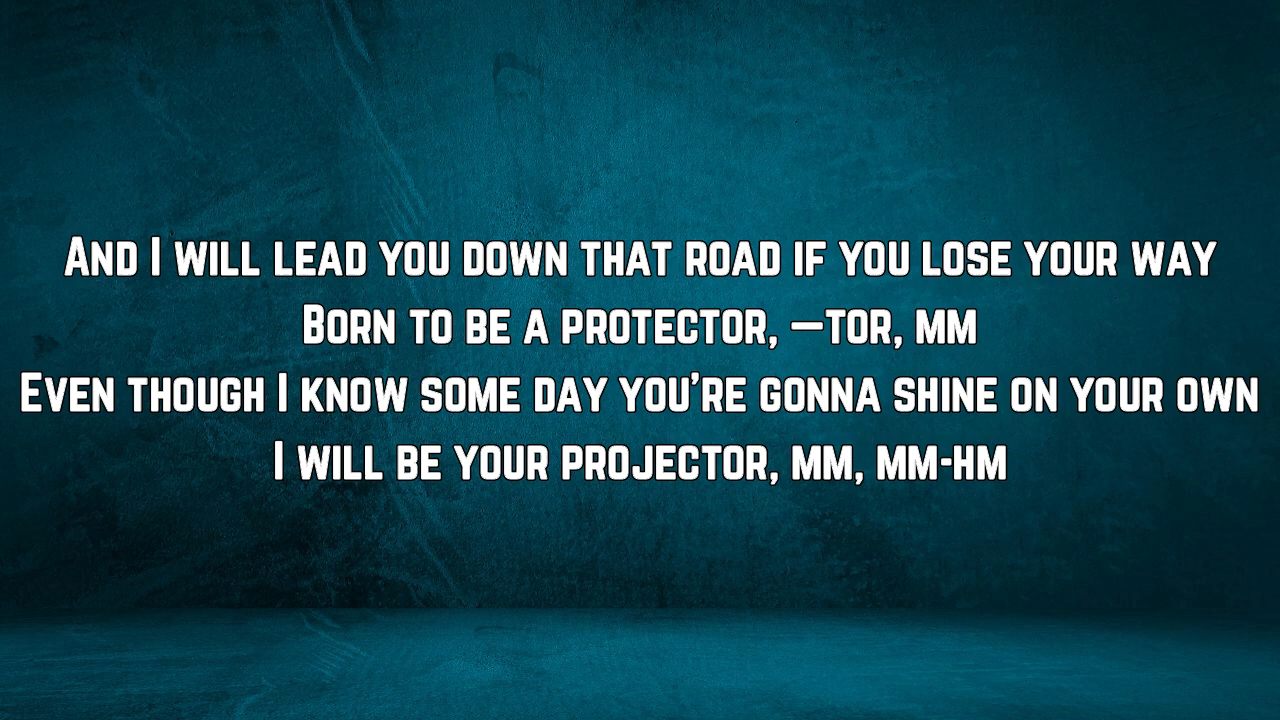 And I will lead you down that road if you lose your way
Born to be a protector, —tor, mm
Even though I know some day you're gonna shine on your own
I will be your projector, mm, mm-hm